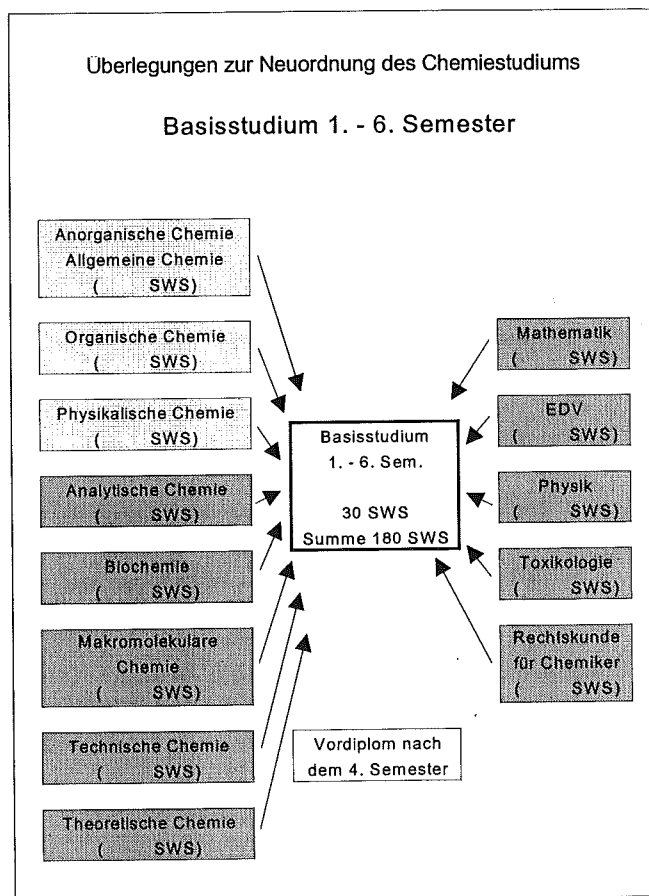 Überlegungen zur Neuordnung des Chemiestudiums
Basisstudium 1. - 6. Semester
Anorganische Chemie
Allgemeine Chemie
( SWS)
Organische Chemie
( SWS)
Physikalische Chemie
( SWS)
Analytische Chemie
( SWS)
Biochemie
( SWS)
Makromolekulare
Chemie
( SWS)
Technische Chemie
( SWS)
Theoretische Chemie
( SWS)
Basisstudium
1. - 6. Sem.
30 SWS
Summe 180 SWS
Vordiplom nach
dem 4. Semester
Mathematik
( SWS)
EDV
( SWS)
Physik
( SWS)
Toxikologie
( SWS)
Rechtskunde
für Chemiker
( SWS)